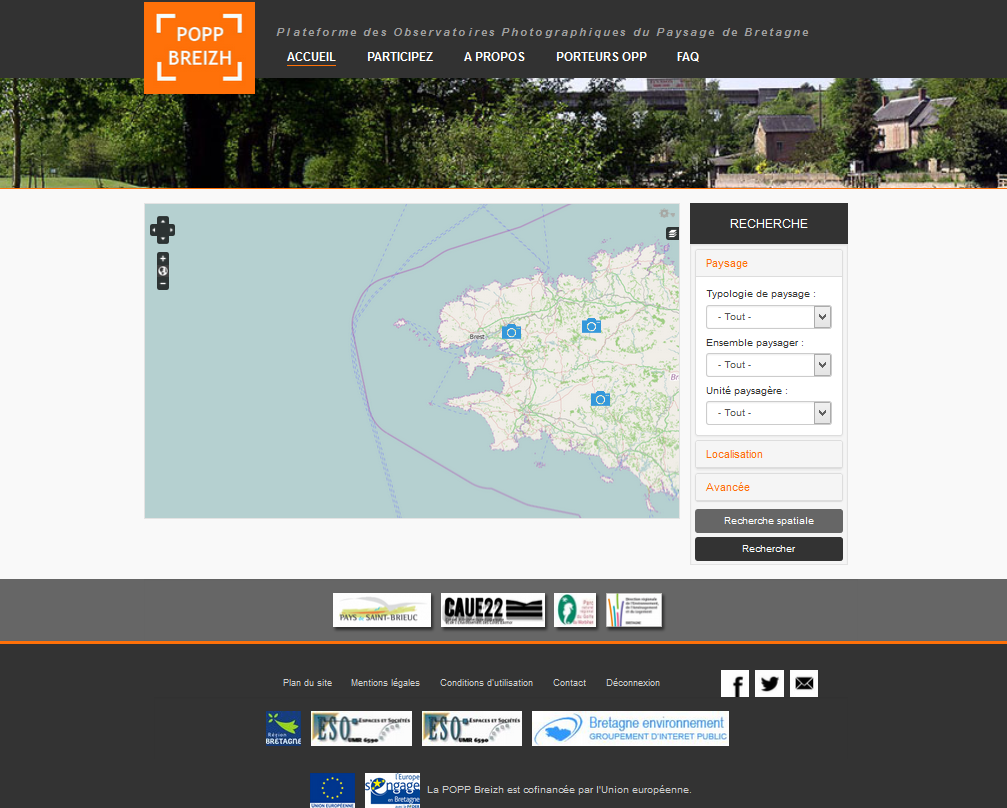 POPP
BREIZH
Plateforme des Observatoires Photographiques du Paysage de Bretagne
ACCUEIL PARTICIPEZ A PROPOS PORTEURS OPP FAQ
Brest
Br
RECHERCHE
Paysage
Typologie de paysage :
- Tout -
Ensemble paysager :
- Tout -
Unité paysagère :
- Tout -
Localisation
Avancée
Recherche spatiale
Rechercher
PAYS DE SAINT-BRIEUC
CAUE22
Parc
BRETAGNE
Plan du site Mentions légales Conditions d'utilisation Contact Déconnexion
Région
BRETAGNE
ESO ESPACES ET SOCIÉTÉS
UMR 6590
ESO ESPACES ET SOCIÉTÉS
UMR 6590
Bretagne environnement
GROUPEMENT D'INTERET PUBLIC
UNION EUROPÉENNE
l'Europe
s'engage
en Bretagne
La POPP Breizh est cofinancée par l'Union européenne.